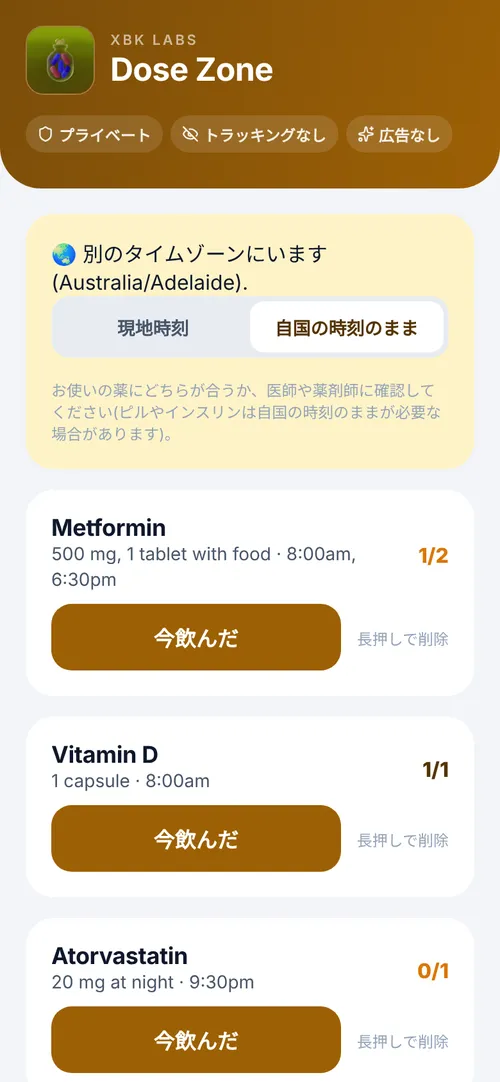 XBK LABS
Dose Zone
プライベート
トラッキングなし
広告なし
🌏 別のタイムゾーンにいます
(Australia/Adelaide).
現地時刻
自国の時刻のまま
お使いの薬にどちらが合うか、医師や薬剤師に確認して
ください(ピルやインスリンは自国の時刻のままが必要な
場合があります)。
Metformin
500 mg, 1 tablet with food · 8:00am,
6:30pm
1/2
今飲んだ
長押しで削除
Vitamin D
1 capsule · 8:00am
1/1
今飲んだ
長押しで削除
Atorvastatin
20 mg at night · 9:30pm
0/1
今飲んだ
長押しで削除